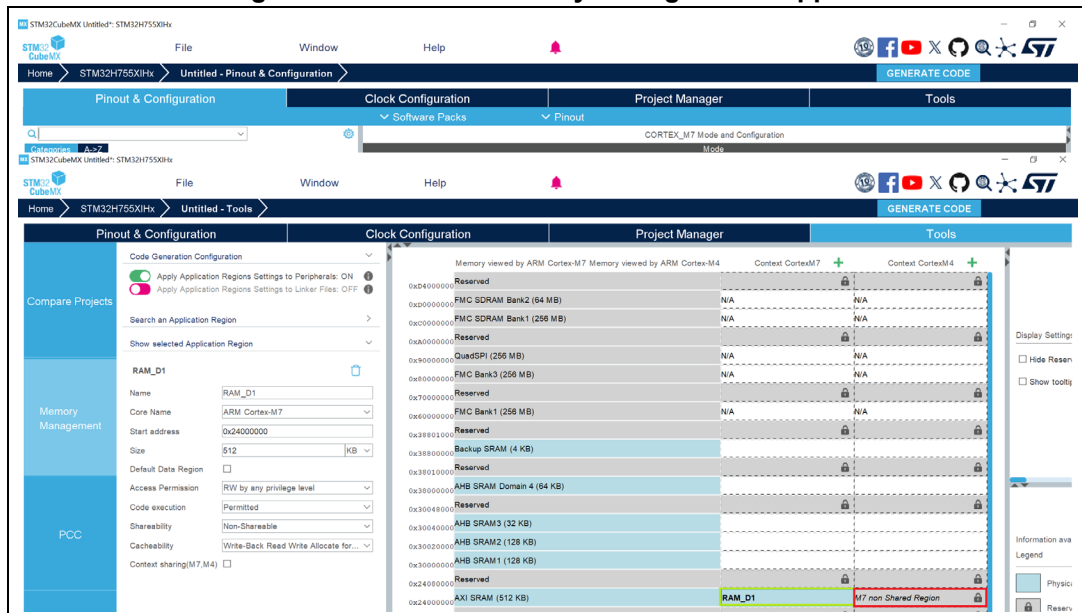 STM32CubeMX Untitled*: STM32H755XIHx
STM32 CubeMX File Window Help
Home STM32H755XIHx Untitled - Pinout & Configuration GENERATE CODE
Pinout & Configuration Clock Configuration Project Manager Tools
Software Packs Pinout
CORTEX_M7 Mode and Configuration
Categories A->Z Mode
STM32CubeMX Untitled*: STM32H755XIHx
STM32 CubeMX File Window Help
Home STM32H755XIHx Untitled - Tools GENERATE CODE
Pinout & Configuration Clock Configuration Project Manager Tools
Compare Projects
Memory Management
PCC
Code Generation Configuration
Apply Application Regions Settings to Peripherals: ON
Apply Application Regions Settings to Linker Files: OFF
Search an Application Region
Show selected Application Region
RAM_D1
Name RAM_D1
Core Name ARM Cortex-M7
Start address 0x24000000
Size 512 KB
Default Data Region
Access Permission RW by any privilege level
Code execution Permitted
Shareability Non-Shareable
Cacheability Write-Back Read Write Allocate for...
Context sharing(M7,M4)
Memory viewed by ARM Cortex-M7 Memory viewed by ARM Cortex-M4 Context CortexM7 Context CortexM4
Reserved
0xD4000000
FMC SDRAM Bank2 (64 MB) N/A N/A
0xD0000000
FMC SDRAM Bank1 (256 MB) N/A N/A
0xC0000000
Reserved
0xA0000000
QuadSPI (256 MB) N/A N/A
0x90000000
FMC Bank3 (256 MB) N/A N/A
0x80000000
Reserved
0x70000000
FMC Bank1 (256 MB) N/A N/A
0x60000000
Reserved
0x38801000
Backup SRAM (4 KB)
0x38800000
Reserved
0x38010000
AHB SRAM Domain 4 (64 KB)
0x38000000
Reserved
0x30048000
AHB SRAM3 (32 KB)
0x30040000
AHB SRAM2 (128 KB)
0x30020000
AHB SRAM1 (128 KB)
0x30000000
Reserved
0x24080000
AXI SRAM (512 KB) RAM_D1 M7 non Shared Region
0x24000000
Display Settings
Hide Reserv
Show tooltip
Information ava
Legend
Physica
Reserv